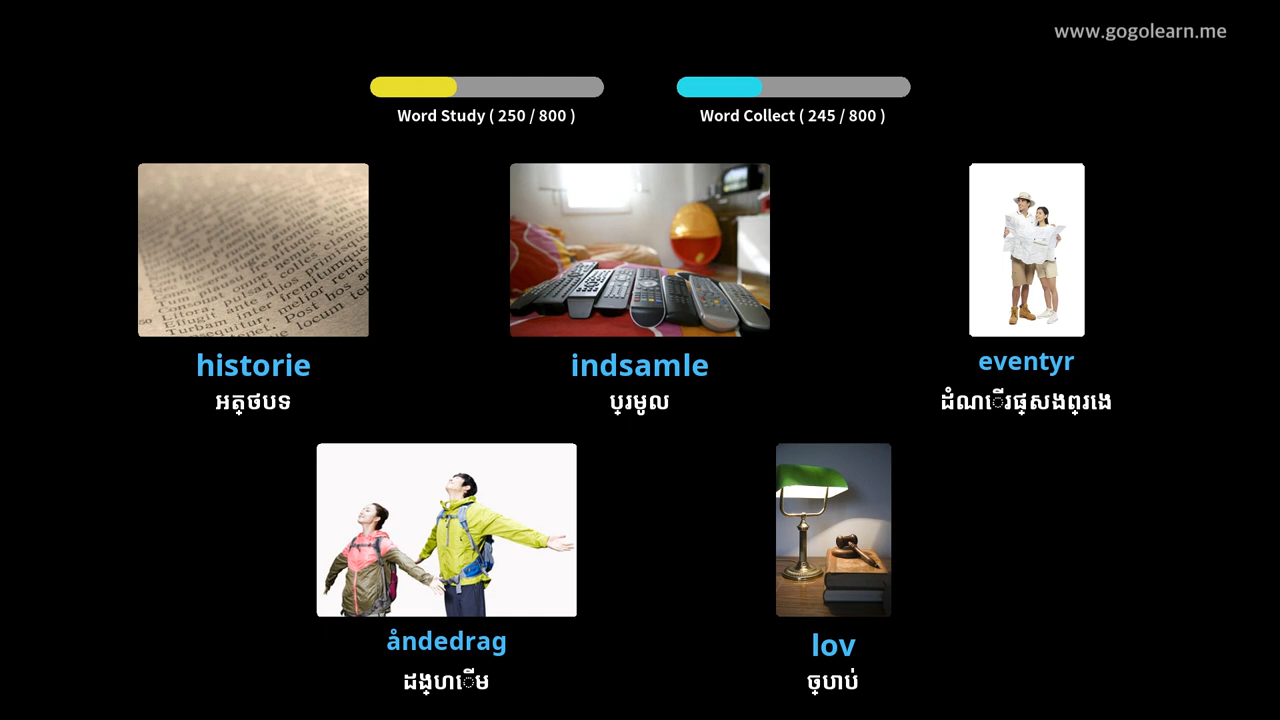 www.gogolearn.me
Word Study ( 250 / 800 )
Word Collect ( 245 / 800 )
historie
indsamle
eventyr
អត្ថបទ
ប្រមូល
ដំណើរផ្សងព្រេង
åndedrag
lov
ដង្ហើម
ច្បាប់